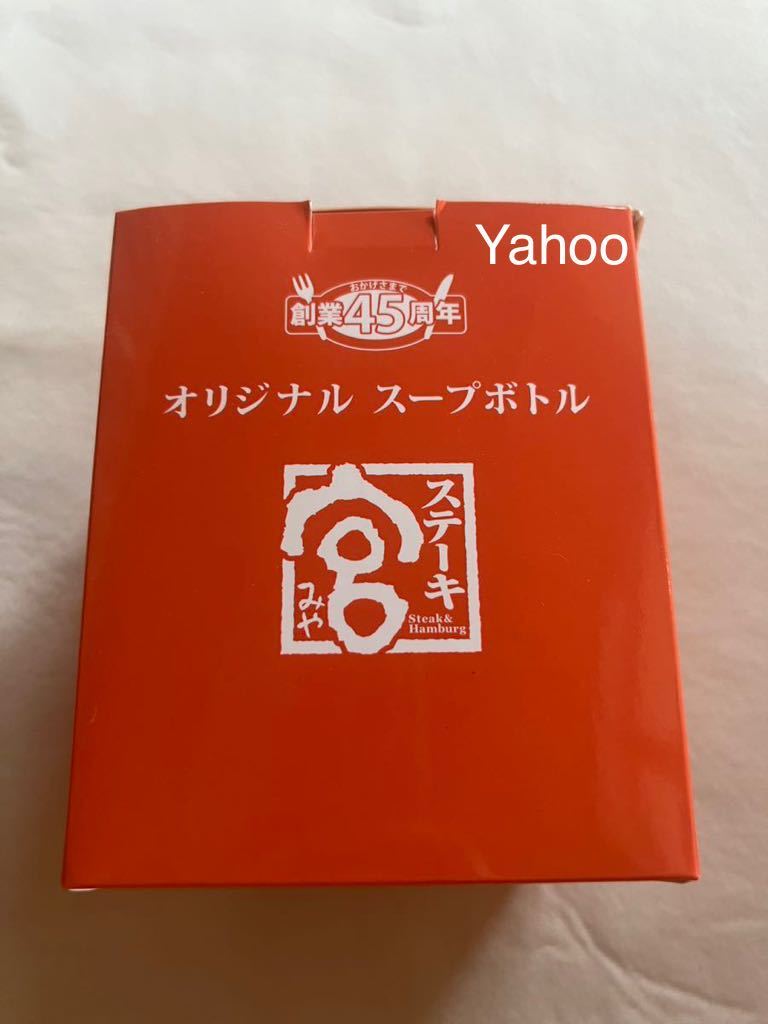 Yahoo
おかげさまで
創業45周年
オリジナル スープボトル
ステーキ
宮
みや
Steak&
Hamburg